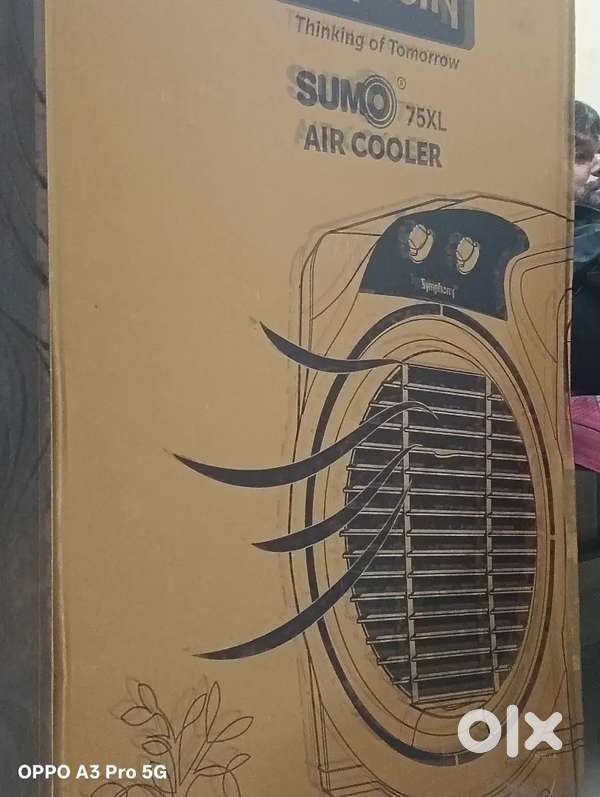 Thinking of Tomorrow
SUMO®
75XL
AIR COOLER
Symphony
olx
OPPO A3 Pro 5G